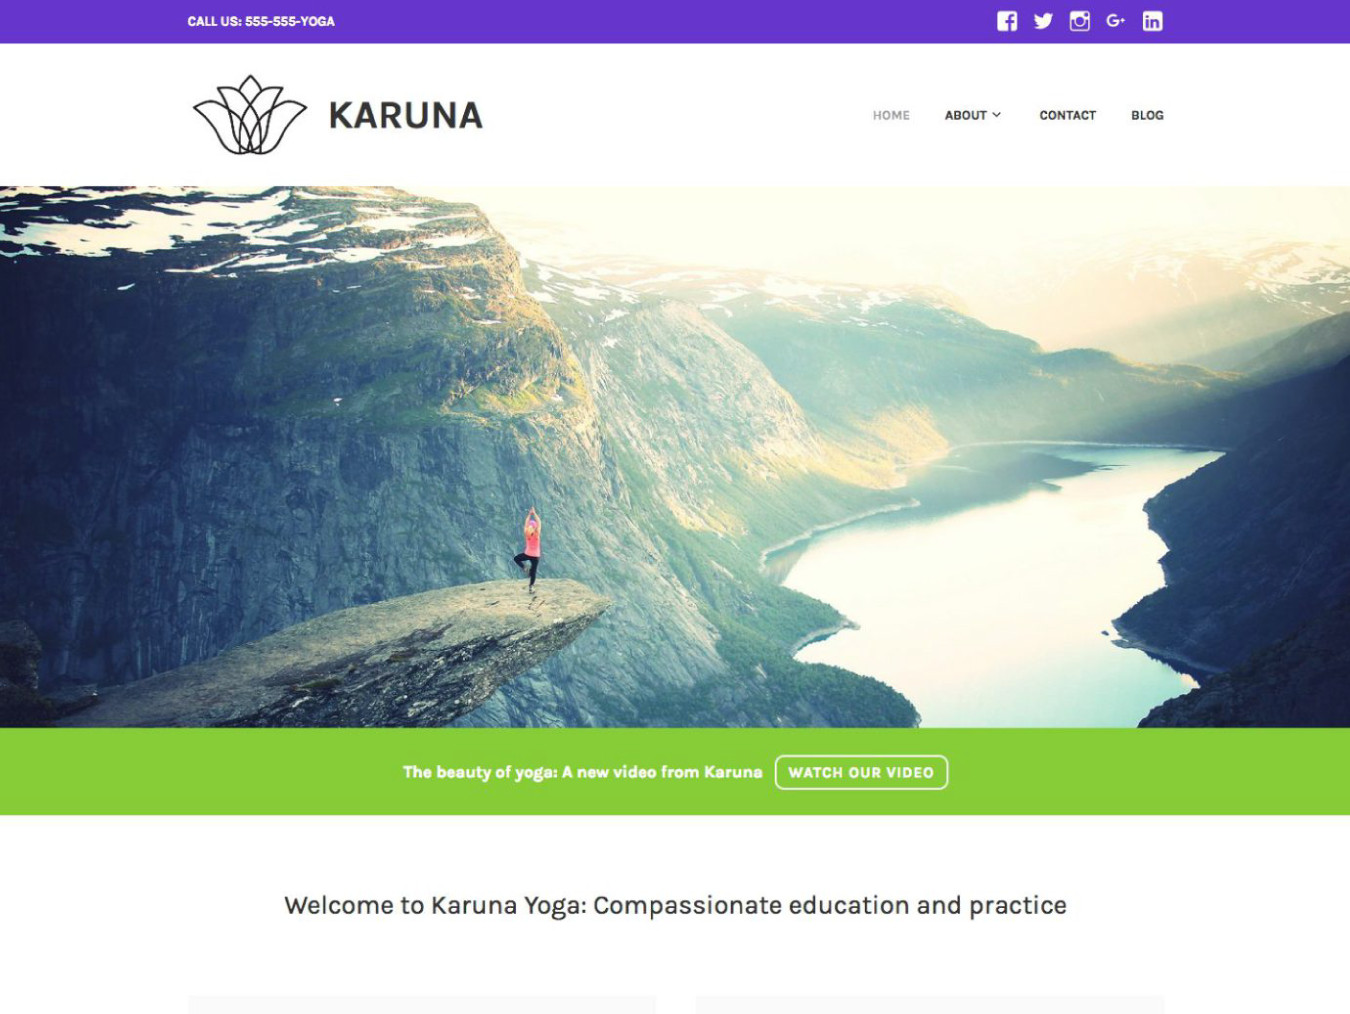 CALL US: 555-555-YOGA
KARUNA
HOME
ABOUT
CONTACT
BLOG
The beauty of yoga: A new video from Karuna
WATCH OUR VIDEO
Welcome to Karuna Yoga: Compassionate education and practice